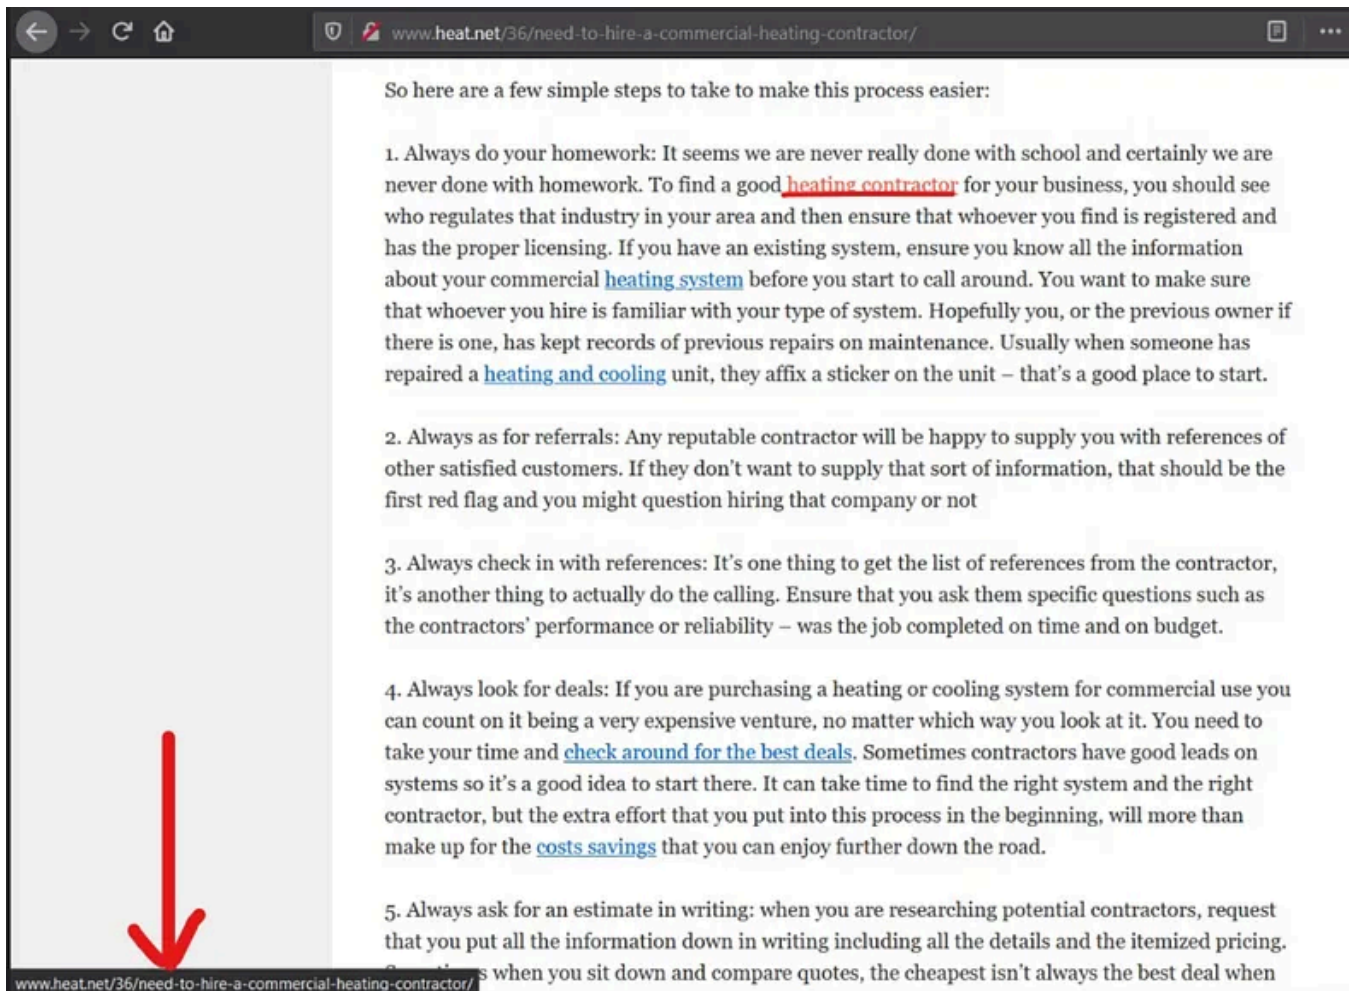 www.heat.net/36/need-to-hire-a-commercial-heating-contractor/
So here are a few simple steps to take to make this process easier:
1. Always do your homework: It seems we are never really done with school and certainly we are
never done with homework. To find a good heating contractor for your business, you should see
who regulates that industry in your area and then ensure that whoever you find is registered and
has the proper licensing. If you have an existing system, ensure you know all the information
about your commercial heating system before you start to call around. You want to make sure
that whoever you hire is familiar with your type of system. Hopefully you, or the previous owner if
there is one, has kept records of previous repairs on maintenance. Usually when someone has
repaired a heating and cooling unit, they affix a sticker on the unit – that's a good place to start.
2. Always as for referrals: Any reputable contractor will be happy to supply you with references of
other satisfied customers. If they don't want to supply that sort of information, that should be the
first red flag and you might question hiring that company or not
3. Always check in with references: It's one thing to get the list of references from the contractor,
it's another thing to actually do the calling. Ensure that you ask them specific questions such as
the contractors' performance or reliability – was the job completed on time and on budget.
4. Always look for deals: If you are purchasing a heating or cooling system for commercial use you
can count on it being a very expensive venture, no matter which way you look at it. You need to
take your time and check around for the best deals. Sometimes contractors have good leads on
systems so it's a good idea to start there. It can take time to find the right system and the right
contractor, but the extra effort that you put into this process in the beginning, will more than
make up for the costs savings that you can enjoy further down the road.
5. Always ask for an estimate in writing: when you are researching potential contractors, request
that you put all the information down in writing including all the details and the itemized pricing.
when you sit down and compare quotes, the cheapest isn't always the best deal when
www.heat.net/36/need-to-hire-a-commercial-heating-contractor/